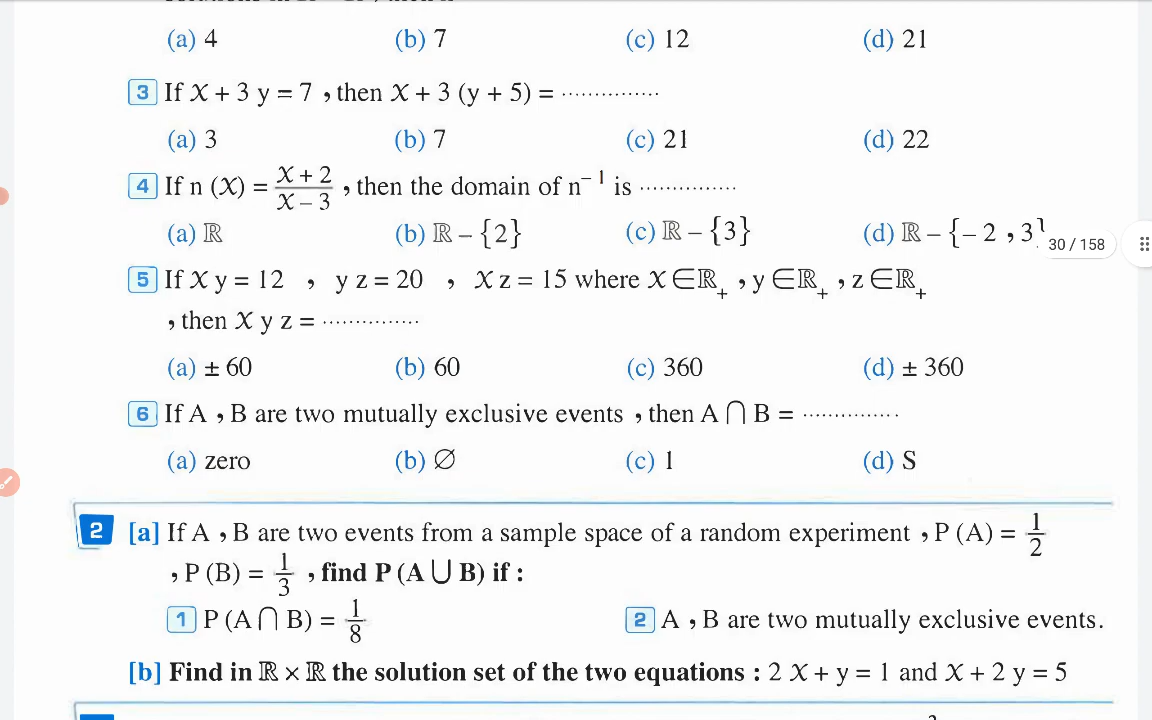 (a) 4 (b) 7 (c) 12 (d) 21
3 If X + 3 y = 7 , then X + 3 (y + 5) = ...............
(a) 3 (b) 7 (c) 21 (d) 22
4 If n (X) = (X + 2)/(X – 3) , then the domain of n⁻¹ is ...............
(a) ℝ (b) ℝ – {2} (c) ℝ – {3} (d) ℝ – {– 2 , 3}
30 / 158
5 If X y = 12 , y z = 20 , X z = 15 where X ∈ ℝ₊ , y ∈ ℝ₊ , z ∈ ℝ₊
, then X y z = ...............
(a) ± 60 (b) 60 (c) 360 (d) ± 360
6 If A , B are two mutually exclusive events , then A ∩ B = ...............
(a) zero (b) ∅ (c) 1 (d) S
2 [a] If A , B are two events from a sample space of a random experiment , P (A) = 1/2
, P (B) = 1/3 , find P (A ∪ B) if :
1 P (A ∩ B) = 1/8 2 A , B are two mutually exclusive events.
[b] Find in ℝ × ℝ the solution set of the two equations : 2 X + y = 1 and X + 2 y = 5